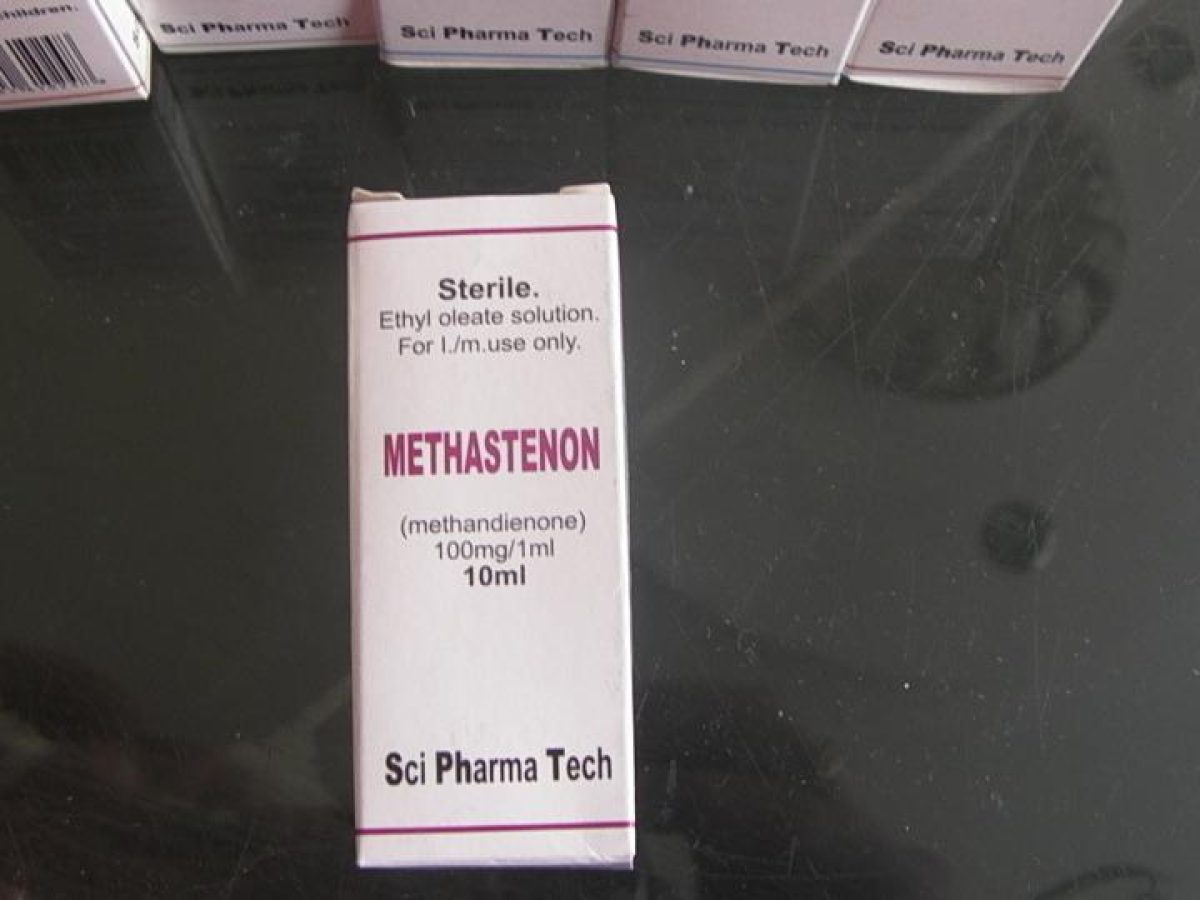 children.
Sci Pharma Tech
Sci Pharma Tech
Sci Pharma Tech
Sci Pharma Tech
Sterile.
Ethyl oleate solution.
For I./m.use only.
METHASTENON
(methandienone)
100mg/1ml
10ml
Sci Pharma Tech